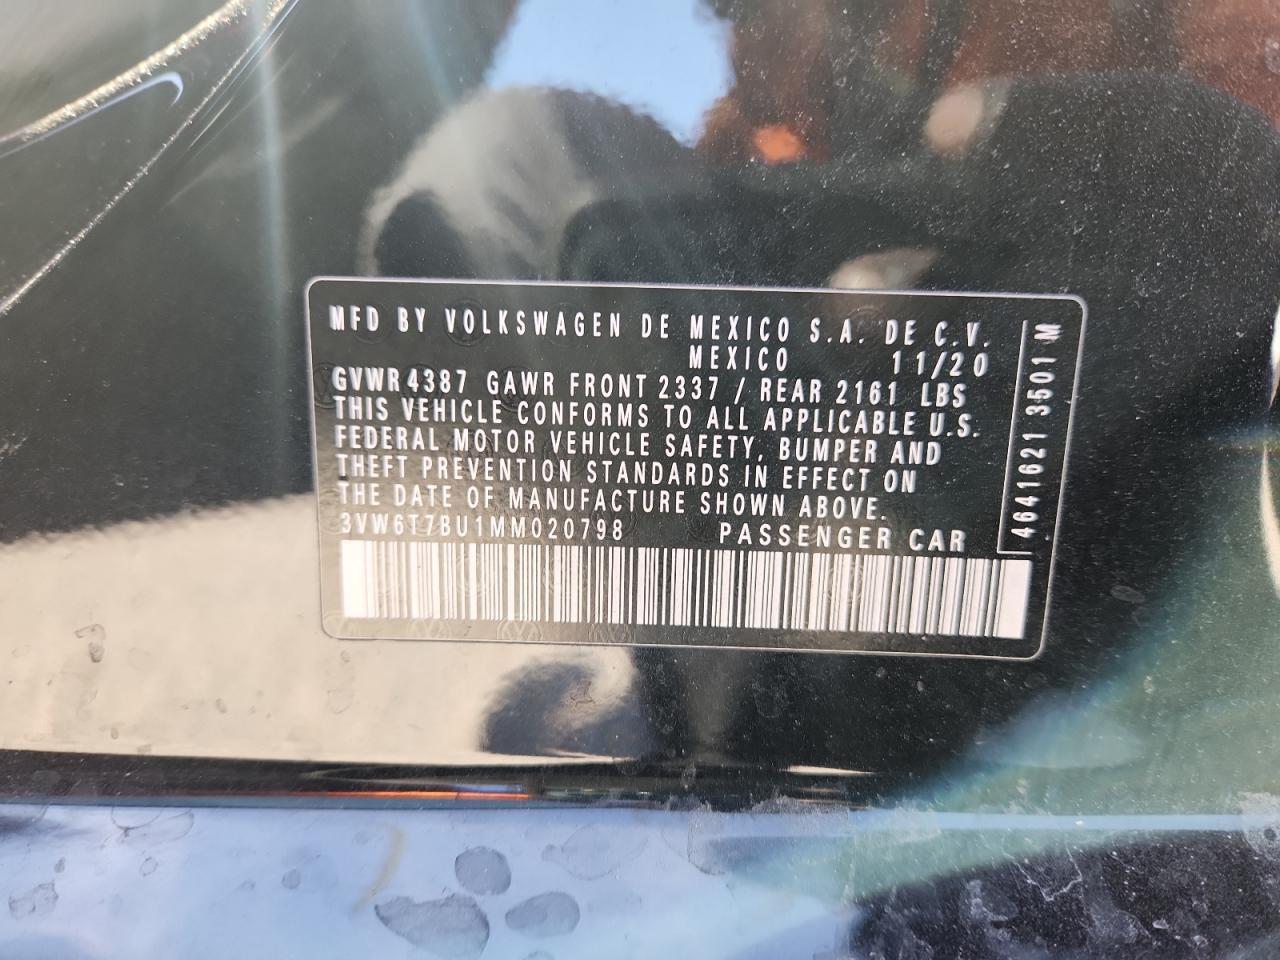 MFD BY VOLKSWAGEN DE MEXICO S.A. DE C.V.
MEXICO 11/20
GVWR 4387 GAWR FRONT 2337 / REAR 2161 LBS
THIS VEHICLE CONFORMS TO ALL APPLICABLE U.S.
FEDERAL MOTOR VEHICLE SAFETY, BUMPER AND
THEFT PREVENTION STANDARDS IN EFFECT ON
THE DATE OF MANUFACTURE SHOWN ABOVE.
3VW6T7BU1MM020798 PASSENGER CAR
4641621 3501 M